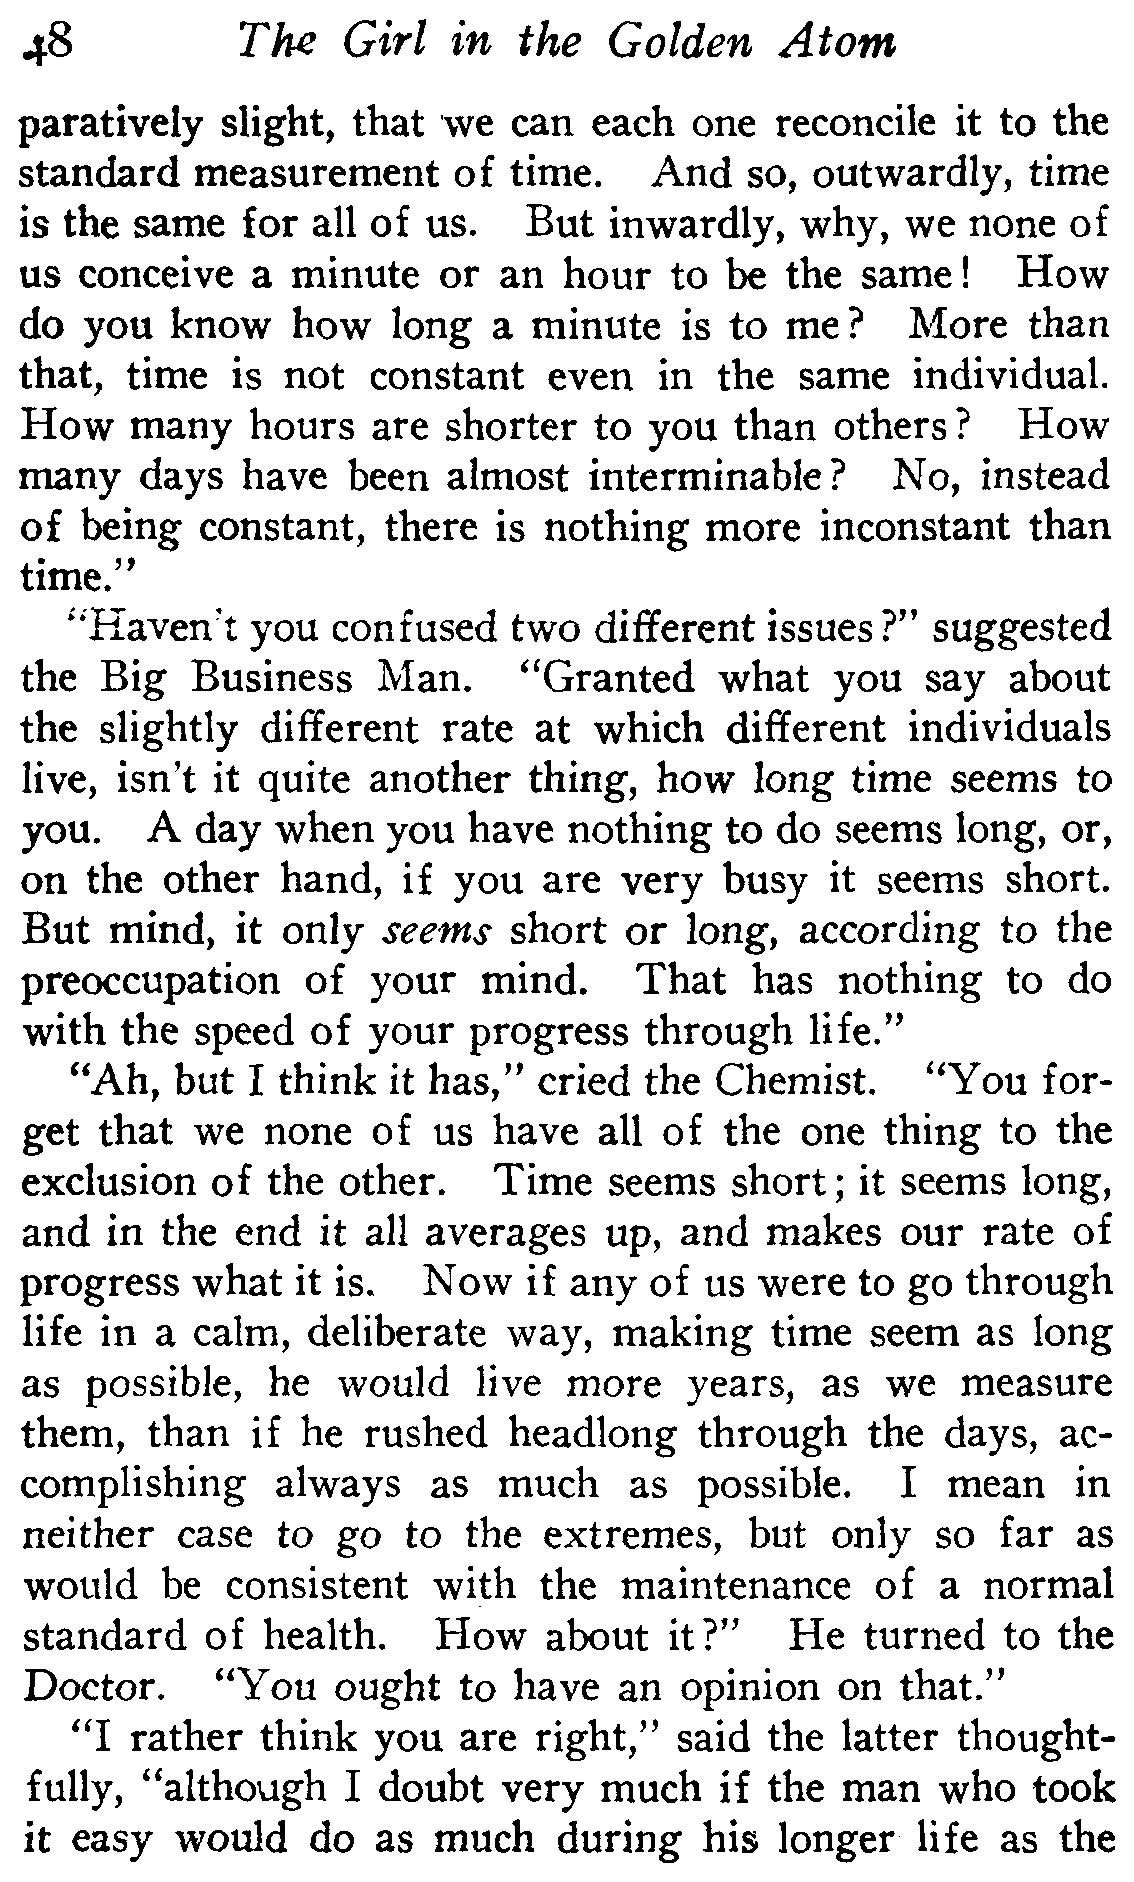 48 The Girl in the Golden Atom
paratively slight, that we can each one reconcile it to the
standard measurement of time. And so, outwardly, time
is the same for all of us. But inwardly, why, we none of
us conceive a minute or an hour to be the same! How
do you know how long a minute is to me? More than
that, time is not constant even in the same individual.
How many hours are shorter to you than others? How
many days have been almost interminable? No, instead
of being constant, there is nothing more inconstant than
time."
"Haven't you confused two different issues?" suggested
the Big Business Man. "Granted what you say about
the slightly different rate at which different individuals
live, isn't it quite another thing, how long time seems to
you. A day when you have nothing to do seems long, or,
on the other hand, if you are very busy it seems short.
But mind, it only seems short or long, according to the
preoccupation of your mind. That has nothing to do
with the speed of your progress through life."
"Ah, but I think it has," cried the Chemist. "You for-
get that we none of us have all of the one thing to the
exclusion of the other. Time seems short; it seems long,
and in the end it all averages up, and makes our rate of
progress what it is. Now if any of us were to go through
life in a calm, deliberate way, making time seem as long
as possible, he would live more years, as we measure
them, than if he rushed headlong through the days, ac-
complishing always as much as possible. I mean in
neither case to go to the extremes, but only so far as
would be consistent with the maintenance of a normal
standard of health. How about it?" He turned to the
Doctor. "You ought to have an opinion on that."
"I rather think you are right," said the latter thought-
fully, "although I doubt very much if the man who took
it easy would do as much during his longer life as the